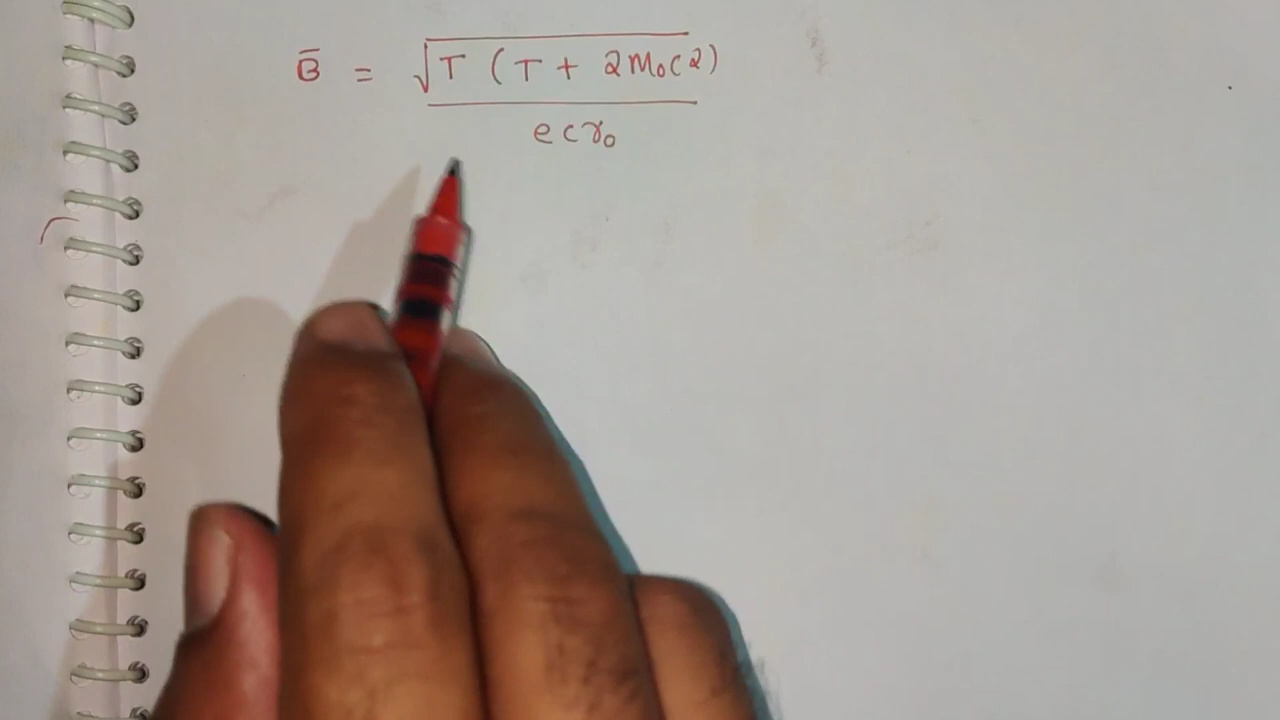 B̄ = √T (T + 2m₀c2)
ecr₀